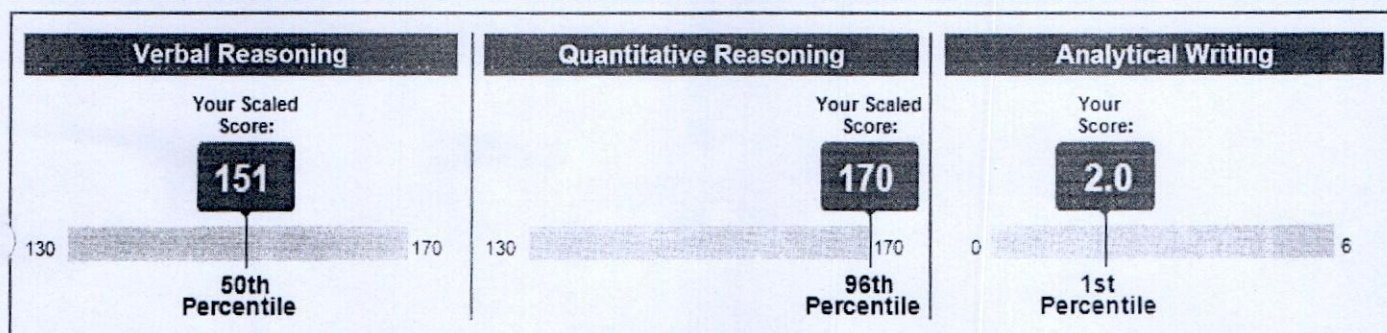 Verbal Reasoning
Your Scaled
Score:
151
130
170
50th
Percentile
Quantitative Reasoning
Your Scaled
Score:
170
130
170
96th
Percentile
Analytical Writing
Your
Score:
2.0
0
6
1st
Percentile